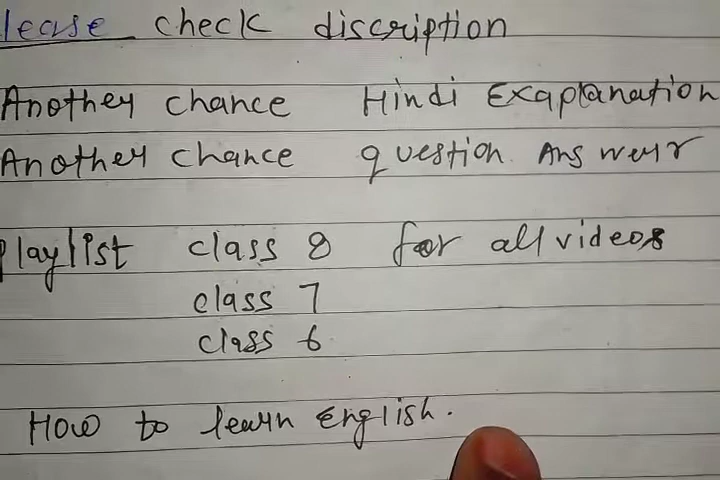 lease check discription
Another chance Hindi Exaplanation
Another chance question Answerr
playlist class 8 for all videos
class 7
class 6
How to learn English.